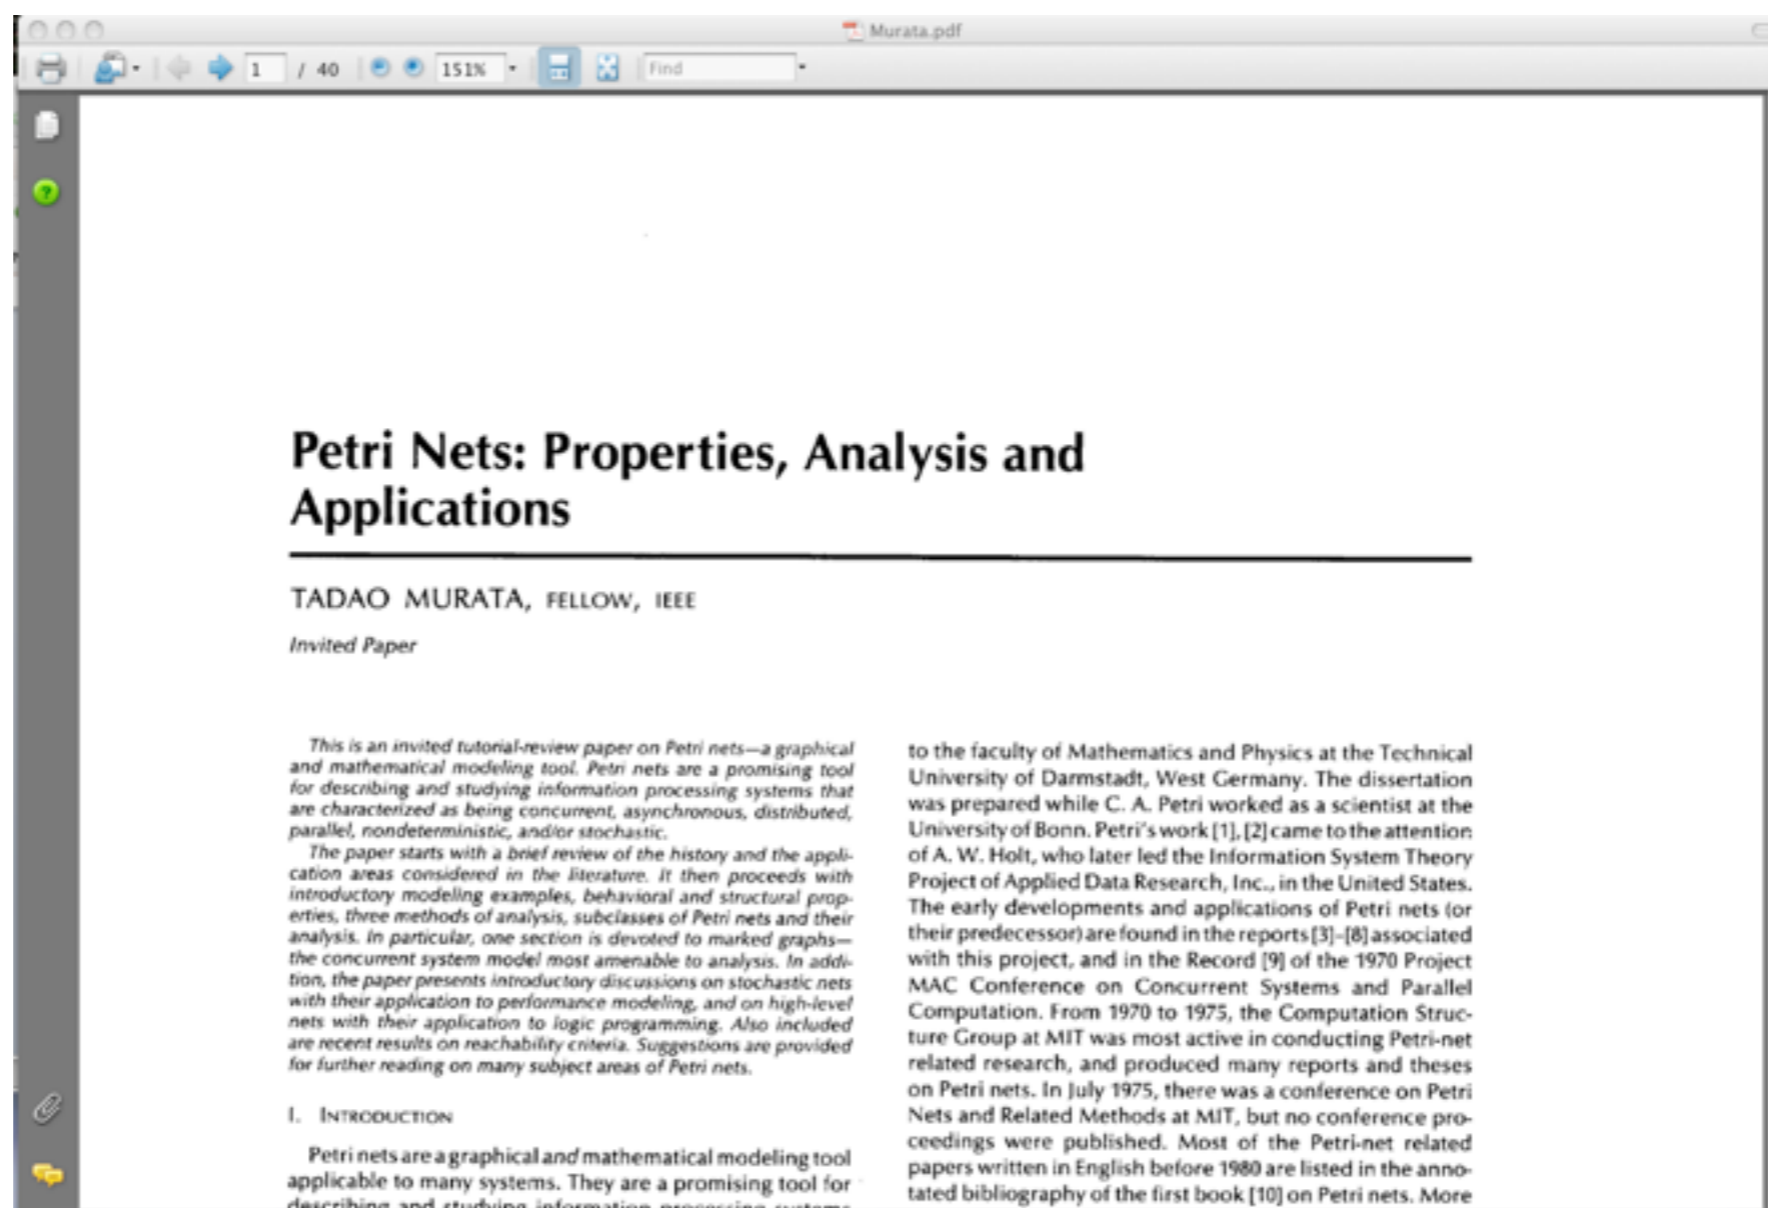 Murata.pdf
1 / 40 151% Find
Petri Nets: Properties, Analysis and
Applications
TADAO MURATA, FELLOW, IEEE
Invited Paper
This is an invited tutorial-review paper on Petri nets—a graphical
and mathematical modeling tool. Petri nets are a promising tool
for describing and studying information processing systems that
are characterized as being concurrent, asynchronous, distributed,
parallel, nondeterministic, and/or stochastic.
The paper starts with a brief review of the history and the appli-
cation areas considered in the literature. It then proceeds with
introductory modeling examples, behavioral and structural prop-
erties, three methods of analysis, subclasses of Petri nets and their
analysis. In particular, one section is devoted to marked graphs—
the concurrent system model most amenable to analysis. In addi-
tion, the paper presents introductory discussions on stochastic nets
with their application to performance modeling, and on high-level
nets with their application to logic programming. Also included
are recent results on reachability criteria. Suggestions are provided
for further reading on many subject areas of Petri nets.
I. INTRODUCTION
Petri nets are a graphical and mathematical modeling tool
applicable to many systems. They are a promising tool for
describing and studying information processing systems
to the faculty of Mathematics and Physics at the Technical
University of Darmstadt, West Germany. The dissertation
was prepared while C. A. Petri worked as a scientist at the
University of Bonn. Petri's work [1], [2] came to the attention
of A. W. Holt, who later led the Information System Theory
Project of Applied Data Research, Inc., in the United States.
The early developments and applications of Petri nets (or
their predecessor) are found in the reports [3]–[8] associated
with this project, and in the Record [9] of the 1970 Project
MAC Conference on Concurrent Systems and Parallel
Computation. From 1970 to 1975, the Computation Struc-
ture Group at MIT was most active in conducting Petri-net
related research, and produced many reports and theses
on Petri nets. In July 1975, there was a conference on Petri
Nets and Related Methods at MIT, but no conference pro-
ceedings were published. Most of the Petri-net related
papers written in English before 1980 are listed in the anno-
tated bibliography of the first book [10] on Petri nets. More